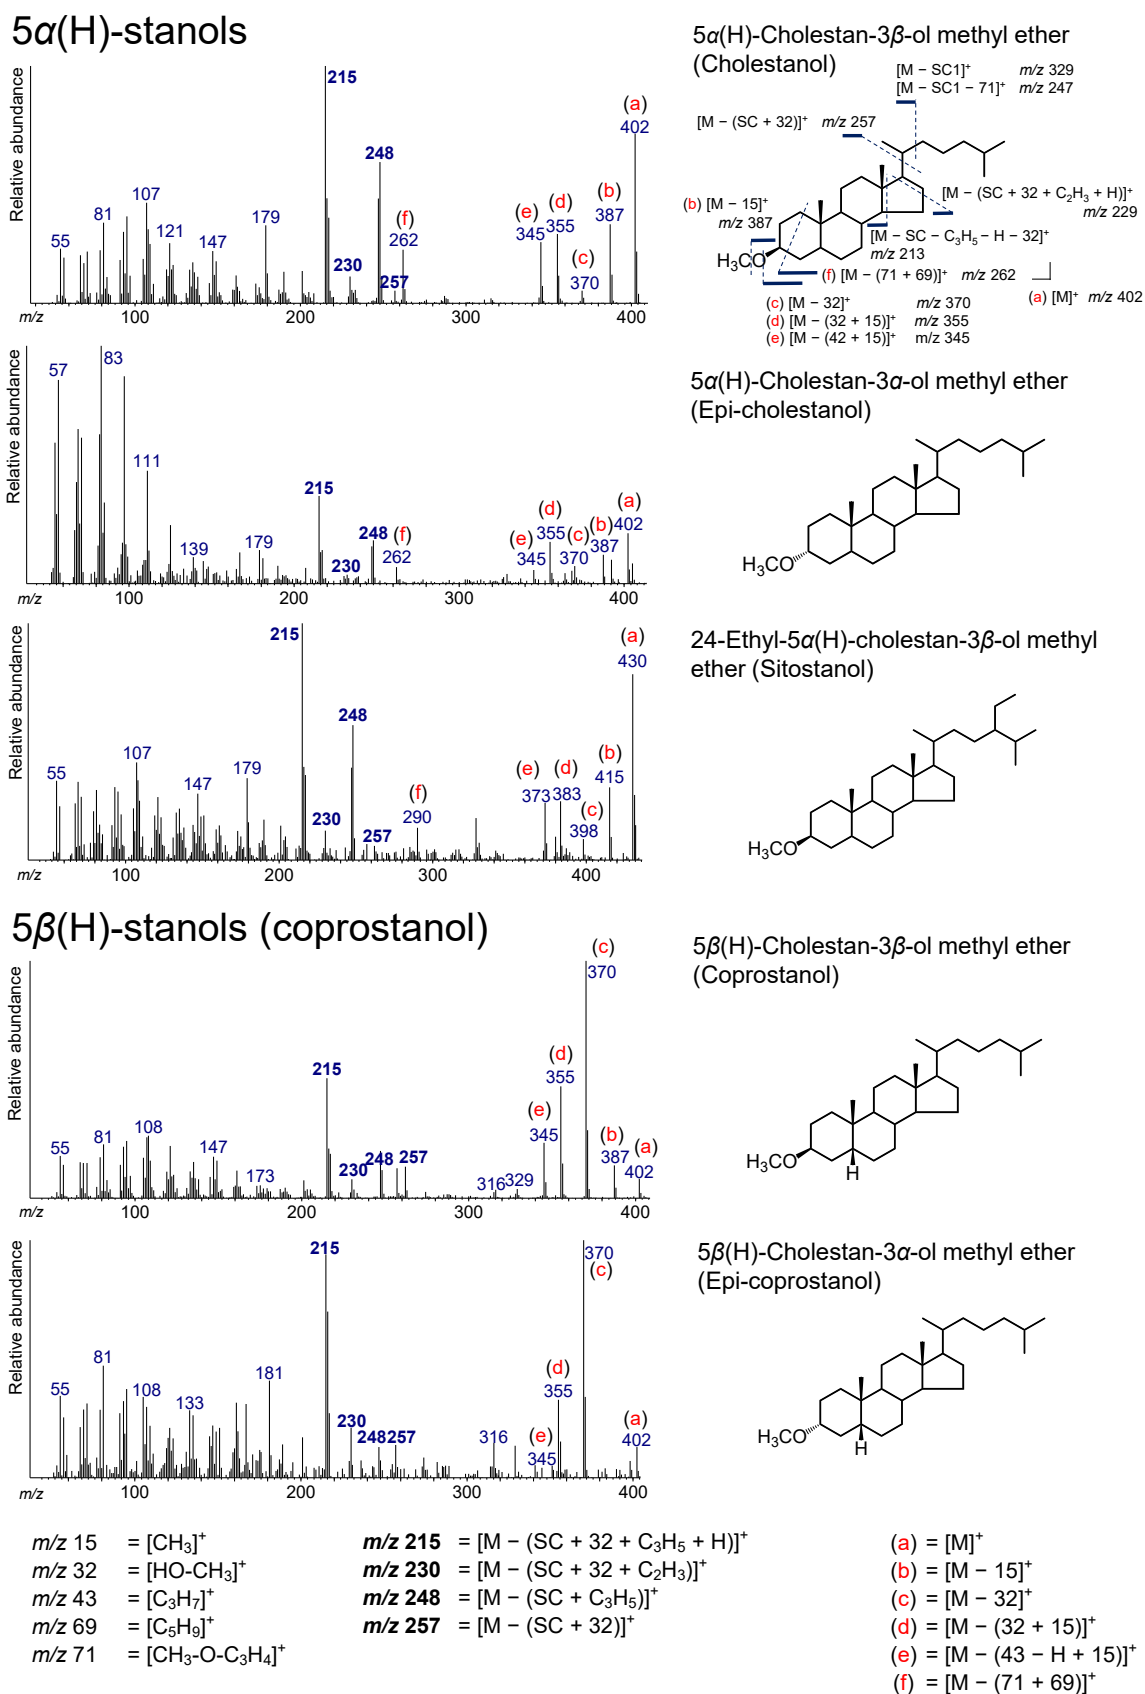 5α(H)-stanols
5α(H)-Cholestan-3β-ol methyl ether
(Cholestanol)
[M − SC1]⁺ m/z 329
[M − SC1 − 71]⁺ m/z 247
[M − (SC + 32)]⁺ m/z 257
[M − (SC + 32 + C₂H₃ + H)]⁺
m/z 229
(b) [M − 15]⁺
m/z 387
[M − SC − C₃H₅ − H − 32]⁺
m/z 213
H₃CO
(f) [M − (71 + 69)]⁺ m/z 262
(a) [M]⁺ m/z 402
(c) [M − 32]⁺ m/z 370
(d) [M − (32 + 15)]⁺ m/z 355
(e) [M − (42 + 15)]⁺ m/z 345
Relative abundance
55 81 107 121 147 179 215 230 248 257 (f) 262 (e) 345 (d) 355 (c) 370 (b) 387 (a) 402
m/z 100 200 300 400
5α(H)-Cholestan-3α-ol methyl ether
(Epi-cholestanol)
H₃CO
Relative abundance
57 83 111 139 179 215 230 248 (f) 262 (e) 345 (d) 355 (c) 370 (b) 387 (a) 402
m/z 100 200 300 400
24-Ethyl-5α(H)-cholestan-3β-ol methyl
ether (Sitostanol)
H₃CO
Relative abundance
55 107 147 179 215 230 248 257 (f) 290 (e) 373 (d) 383 (c) 398 (b) 415 (a) 430
m/z 100 200 300 400
5β(H)-stanols (coprostanol)
5β(H)-Cholestan-3β-ol methyl ether
(Coprostanol)
H₃CO
H
Relative abundance
55 81 108 147 173 215 230 248 257 316 329 (e) 345 (d) 355 (c) 370 (b) 387 (a) 402
m/z 100 200 300 400
5β(H)-Cholestan-3α-ol methyl ether
(Epi-coprostanol)
H₃CO
H
Relative abundance
55 81 108 133 181 215 230 248 257 316 (e) 345 (d) 355 370 (c) (a) 402
m/z 100 200 300 400
m/z 15 = [CH₃]⁺
m/z 32 = [HO-CH₃]⁺
m/z 43 = [C₃H₇]⁺
m/z 69 = [C₅H₉]⁺
m/z 71 = [CH₃-O-C₃H₄]⁺
m/z 215 = [M − (SC + 32 + C₃H₅ + H)]⁺
m/z 230 = [M − (SC + 32 + C₂H₃)]⁺
m/z 248 = [M − (SC + C₃H₅)]⁺
m/z 257 = [M − (SC + 32)]⁺
(a) = [M]⁺
(b) = [M − 15]⁺
(c) = [M − 32]⁺
(d) = [M − (32 + 15)]⁺
(e) = [M − (43 − H + 15)]⁺
(f) = [M − (71 + 69)]⁺